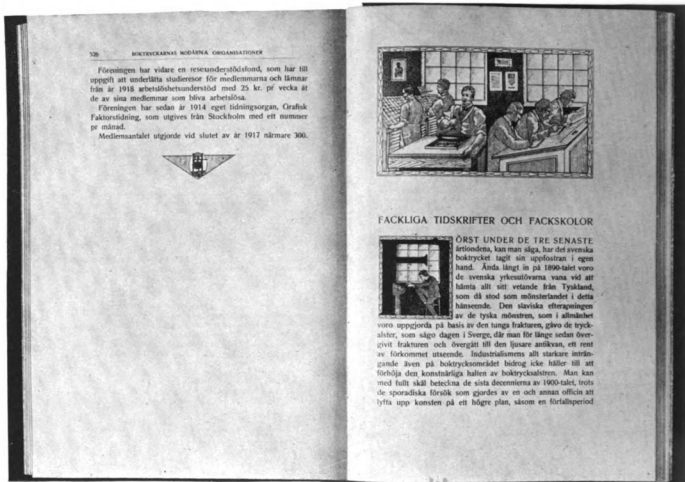 526 BOKTRYCKARNAS MODÄRNA ORGANISATIONER
Föreningen har vidare en reseunderstödsfond, som har till
uppgift att underlätta studieresor för medlemmarna och lämnar
från år 1918 arbetslöshetsunderstöd med 25 kr. pr vecka åt
de av sina medlemmar som bliva arbetslösa.
Föreningen har sedan år 1914 eget tidningsorgan, Grafisk
Faktorstidning, som utgives från Stockholm med ett nummer
pr månad.
Medlemsantalet utgjorde vid slutet av år 1917 närmare 300.
FACKLIGA TIDSKRIFTER OCH FACKSKOLOR
ÖRST UNDER DE TRE SENASTE
årtiondena, kan man säga, har det svenska
boktrycket tagit sin uppfostran i egen
hand. Ända långt in på 1890-talet voro
de svenska yrkesutövarna vana vid att
hämta allt sitt vetande från Tyskland,
som då stod som mönsterlandet i detta
hänseende. Den slaviska efterapningen
av de tyska mönstren, som i allmänhet
voro uppgjorda på basis av den tunga frakturen, gåvo de tryck-
alster, som sågo dagen i Sverge, där man för länge sedan över-
givit frakturen och övergått till den ljusare antikvan, ett rent
av förkommet utseende. Industrialismens allt starkare inträn-
gande även på boktrycksområdet bidrog icke häller till att
förhöja den konstnärliga halten av boktrycksalstren. Man kan
med fullt skäl beteckna de sista decennierna av 1900-talet, trots
de sporadiska försök som gjordes av en och annan officin att
lyfta upp konsten på ett högre plan, såsom en förfallsperiod